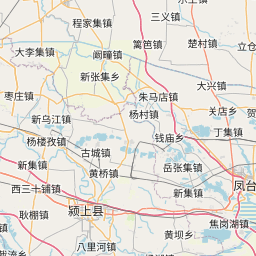 永王镇
程家集镇
三义镇
篱笆镇
楚村镇
立仓
大李集镇
阚疃镇
新张集乡
大兴镇
枣庄镇
朱马店镇
关店乡
贺
新乌江镇
杨村镇
丁集镇
杨楼孜镇
钱庙乡
古城镇
岳张集镇
新集镇
黄桥镇
凤台
西三十铺镇
新集镇
颍上县
耿棚镇
焦岗湖镇
黄坝乡
八里河镇